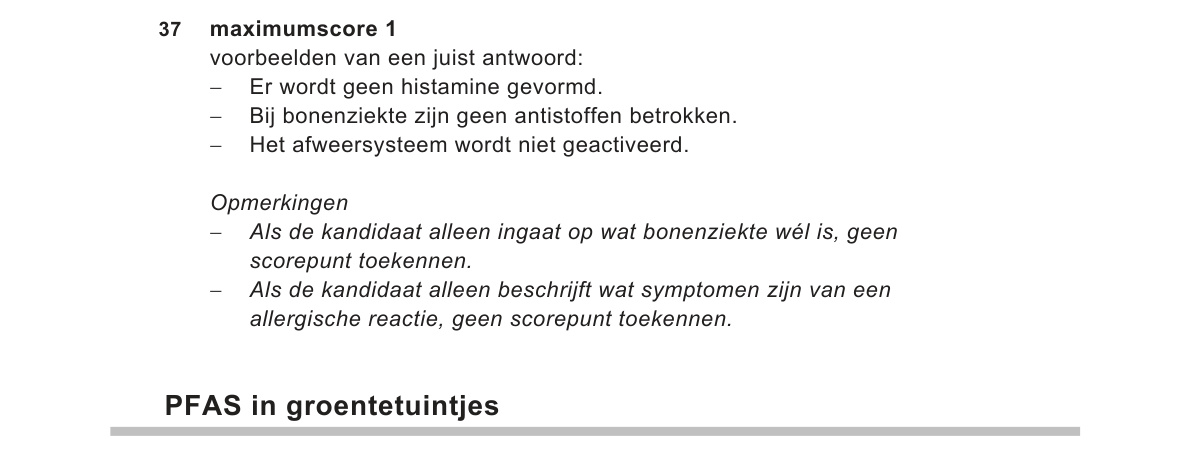 37 maximumscore 1
voorbeelden van een juist antwoord:
– Er wordt geen histamine gevormd.
– Bij bonenziekte zijn geen antistoffen betrokken.
– Het afweersysteem wordt niet geactiveerd.
Opmerkingen
– Als de kandidaat alleen ingaat op wat bonenziekte wél is, geen
scorepunt toekennen.
– Als de kandidaat alleen beschrijft wat symptomen zijn van een
allergische reactie, geen scorepunt toekennen.
PFAS in groentetuintjes